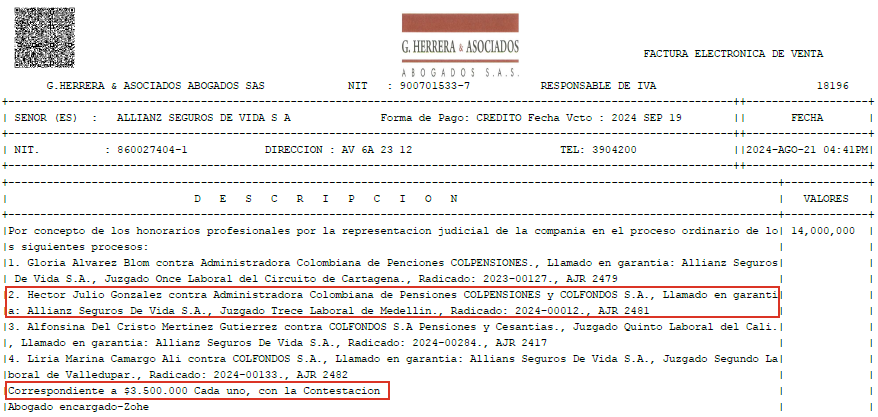 G. HERRERA & ASOCIADOS
ABOGADOS S.A.S.
FACTURA ELECTRONICA DE VENTA
G.HERRERA & ASOCIADOS ABOGADOS SAS NIT : 900701533-7 RESPONSABLE DE IVA 18196
SENOR (ES) : ALLIANZ SEGUROS DE VIDA S A Forma de Pago: CREDITO Fecha Vcto : 2024 SEP 19 FECHA
NIT. : 860027404-1 DIRECCION : AV 6A 23 12 TEL: 3904200 2024-AGO-21 04:41PM
D E S C R I P C I O N VALORES
Por concepto de los honorarios profesionales por la representacion judicial de la compania en el proceso ordinario de lo 14,000,000
s siguientes procesos:
1. Gloria Alvarez Blom contra Administradora Colombiana de Penciones COLPENSIONES., Llamado en garantia: Allianz Seguros
De Vida S.A., Juzgado Once Laboral del Circuito de Cartagena., Radicado: 2023-00127., AJR 2479
2. Hector Julio Gonzalez contra Administradora Colombiana de Pensiones COLPENSIONES y COLFONDOS S.A., Llamado en garanti
a: Allianz Seguros De Vida S.A., Juzgado Trece Laboral de Medellin., Radicado: 2024-00012., AJR 2481
3. Alfonsina Del Cristo Mertinez Gutierrez contra COLFONDOS S.A Pensiones y Cesantias., Juzgado Quinto Laboral del Cali.
, Llamado en garantia: Allianz Seguros De Vida S.A., Radicado: 2024-00284., AJR 2417
4. Liria Marina Camargo Ali contra COLFONDOS S.A., Llamado en garantia: Allians Seguros De Vida S.A., Juzgado Segundo La
boral de Valledupar., Radicado: 2024-00133., AJR 2482
Correspondiente a $3.500.000 Cada uno, con la Contestacion
Abogado encargado-Zohe